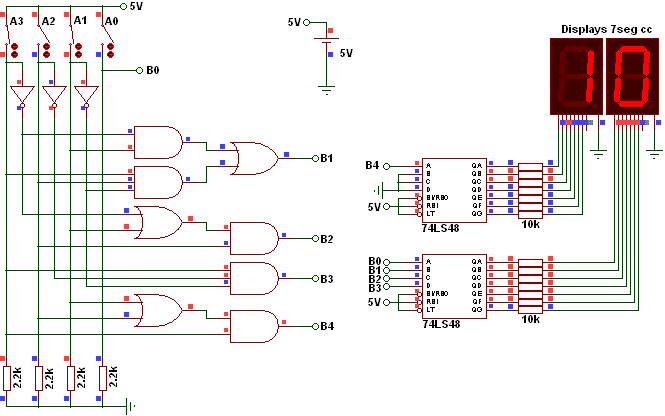 5V
A3 A2 A1 A0
5V
5V
Displays 7seg cc
B0
B1
B2
B3
B4
2.2k 2.2k 2.2k 2.2k
B4
5V
A QA
B QB
C QC
D QD
BI/RBO QE
RBI QF
LT QG
74LS48
10k
B0
B1
B2
B3
5V
A QA
B QB
C QC
D QD
BI/RBO QE
RBI QF
LT QG
74LS48
10k